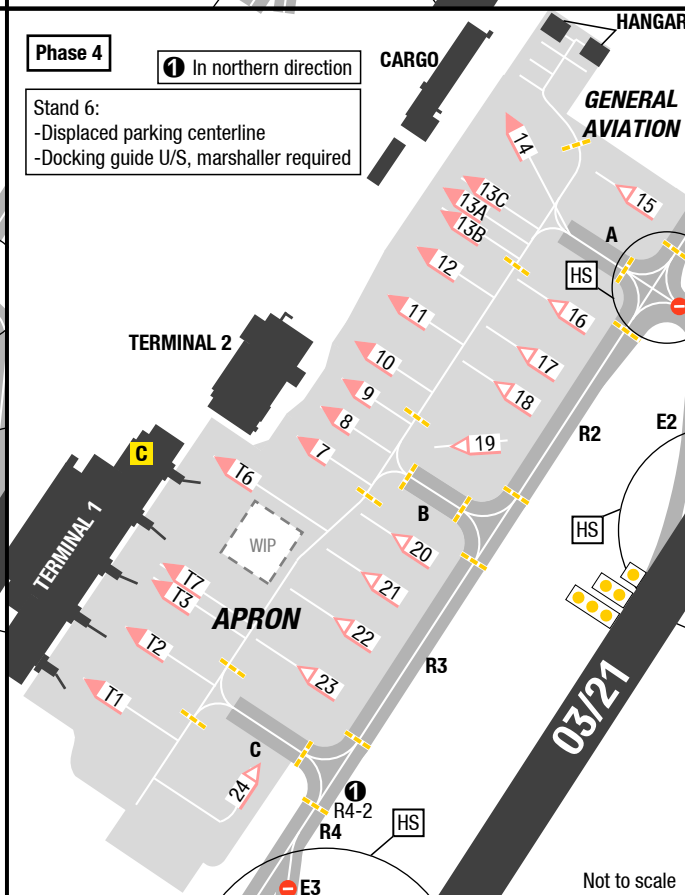 Phase 4
❶ In northern direction
Stand 6:
-Displaced parking centerline
-Docking guide U/S, marshaller required
CARGO
HANGAR
GENERAL
AVIATION
14
15
13C
13A
13B
A
HS
12
16
11
TERMINAL 2
17
10
9
18
8
R2
E2
19
7
C
T6
B
HS
WIP
20
TERMINAL 1
21
T7
T3
APRON
22
T2
R3
23
T1
03/21
C
24
❶
R4-2
R4
HS
E3
Not to scale